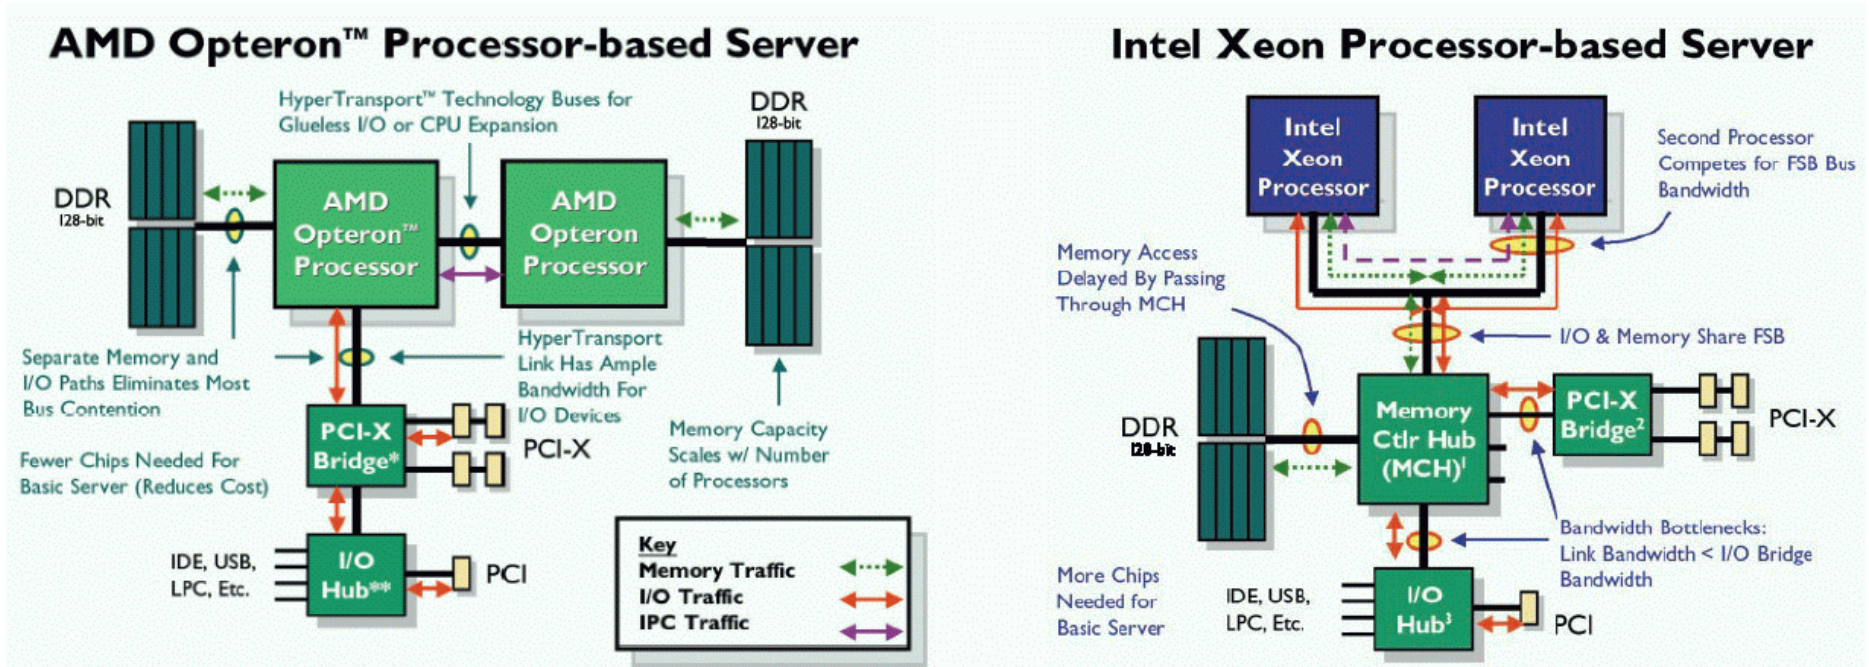 AMD Opteron™ Processor-based Server
HyperTransport™ Technology Buses for
Glueless I/O or CPU Expansion
DDR
128-bit
DDR
128-bit
AMD
Opteron™
Processor
AMD
Opteron
Processor
Separate Memory and
I/O Paths Eliminates Most
Bus Contention
HyperTransport
Link Has Ample
Bandwidth For
I/O Devices
Memory Capacity
Scales w/ Number
of Processors
Fewer Chips Needed For
Basic Server (Reduces Cost)
PCI-X
Bridge*
PCI-X
IDE, USB,
LPC, Etc.
I/O
Hub**
PCI
Key
Memory Traffic
I/O Traffic
IPC Traffic
Intel Xeon Processor-based Server
Intel
Xeon
Processor
Intel
Xeon
Processor
Second Processor
Competes for FSB Bus
Bandwidth
Memory Access
Delayed By Passing
Through MCH
I/O & Memory Share FSB
DDR
128-bit
Memory
Ctlr Hub
(MCH)¹
PCI-X
Bridge²
PCI-X
Bandwidth Bottlenecks:
Link Bandwidth < I/O Bridge
Bandwidth
More Chips
Needed for
Basic Server
IDE, USB,
LPC, Etc.
I/O
Hub³
PCI